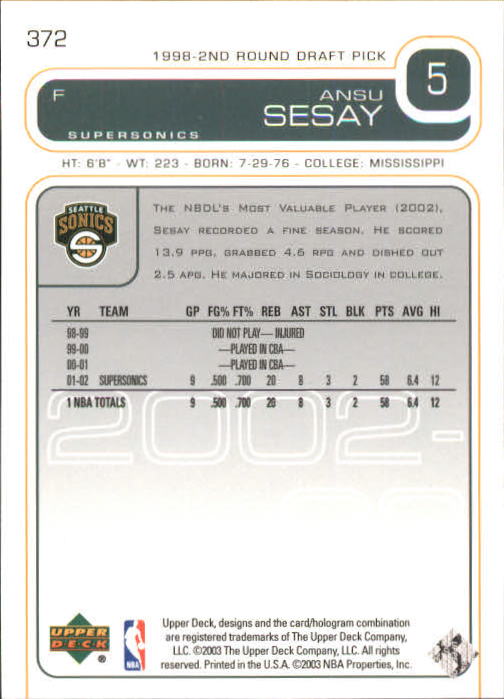 372
1998-2ND ROUND DRAFT PICK
5
F
ANSU
SESAY
SUPERSONICS
HT: 6'8" - WT: 223 - BORN: 7-29-76 - COLLEGE: MISSISSIPPI
SEATTLE
SONICS
THE NBDL'S MOST VALUABLE PLAYER (2002),
SESAY RECORDED A FINE SEASON. HE SCORED
13.9 PPG, GRABBED 4.6 RPG AND DISHED OUT
2.5 APG. HE MAJORED IN SOCIOLOGY IN COLLEGE.
YR TEAM GP FG% FT% REB AST STL BLK PTS AVG HI
98-99 DID NOT PLAY— INJURED
99-00 —PLAYED IN CBA—
00-01 —PLAYED IN CBA—
01-02 SUPERSONICS 9 .500 .700 20 8 3 2 58 6.4 12
1 NBA TOTALS 9 .500 .700 20 8 3 2 58 6.4 12
2002-
UPPER
DECK
®
NBA
Upper Deck, designs and the card/hologram combination
are registered trademarks of The Upper Deck Company,
LLC. ©2003 The Upper Deck Company, LLC. All rights
reserved. Printed in the U.S.A. ©2003 NBA Properties, Inc.